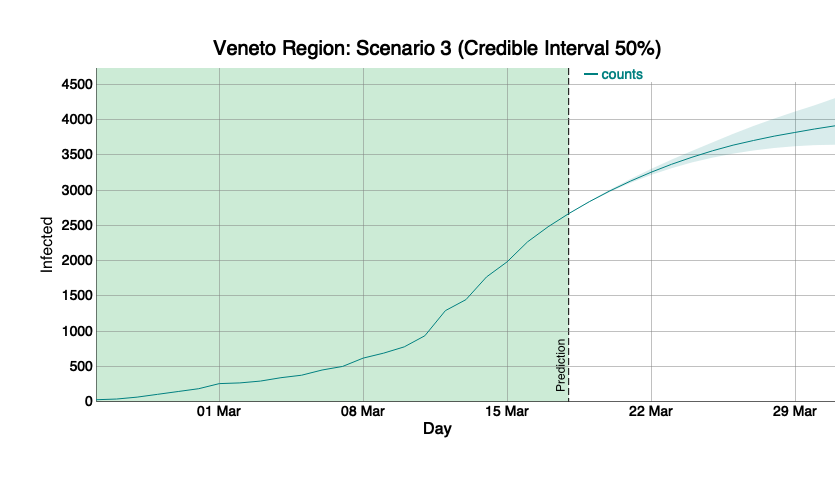 Veneto Region: Scenario 3 (Credible Interval 50%)
counts
4500
4000
3500
3000
2500
2000
1500
1000
500
0
Infected
Prediction
01 Mar
08 Mar
15 Mar
22 Mar
29 Mar
Day